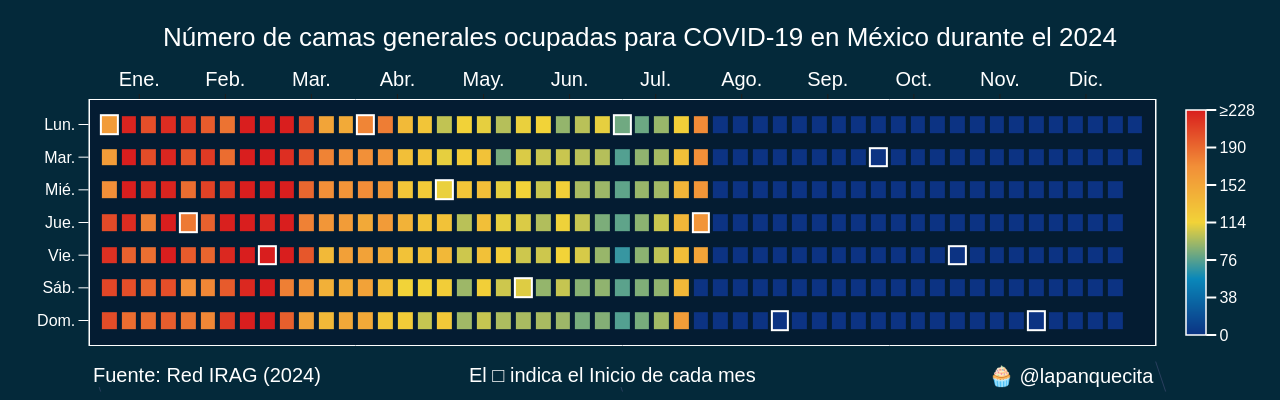 Número de camas generales ocupadas para COVID-19 en México durante el 2024
Ene. Feb. Mar. Abr. May. Jun. Jul. Ago. Sep. Oct. Nov. Dic.
Lun.
Mar.
Mié.
Jue.
Vie.
Sáb.
Dom.
≥228
190
152
114
76
38
0
Fuente: Red IRAG (2024)
El □ indica el Inicio de cada mes
🧁 @lapanquecita